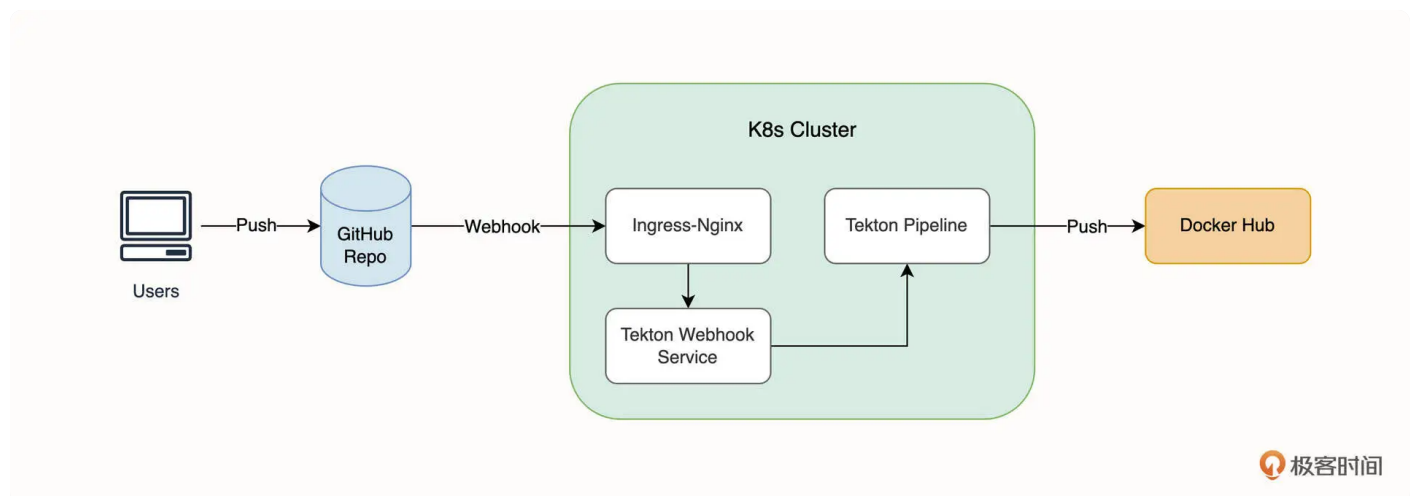 K8s Cluster
Push
GitHub
Repo
Webhook
Ingress-Nginx
Tekton Pipeline
Push
Docker Hub
Users
Tekton Webhook
Service
极客时间